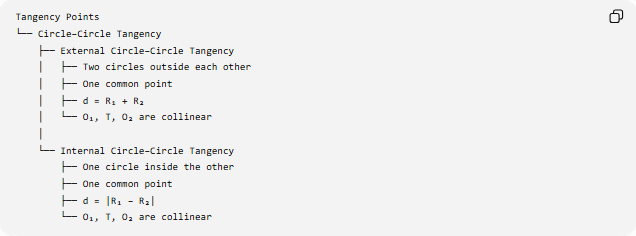 Tangency Points
└── Circle–Circle Tangency
    ├── External Circle–Circle Tangency
    │   ├── Two circles outside each other
    │   ├── One common point
    │   ├── d = R₁ + R₂
    │   └── O₁, T, O₂ are collinear
    │
    └── Internal Circle–Circle Tangency
        ├── One circle inside the other
        ├── One common point
        ├── d = |R₁ − R₂|
        └── O₁, T, O₂ are collinear